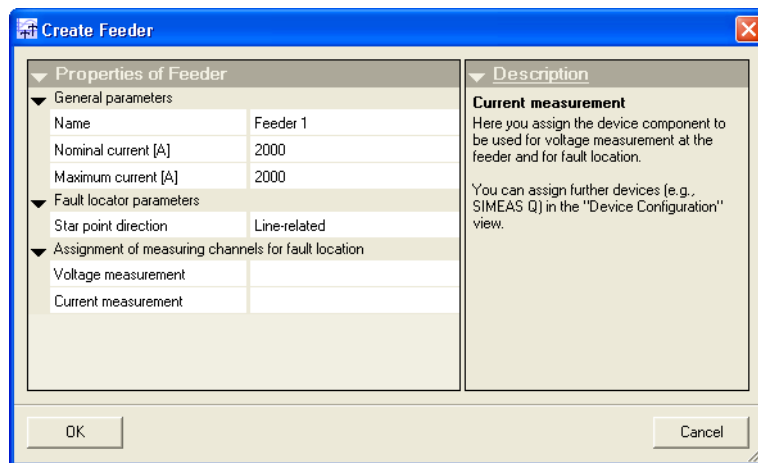 Create Feeder
Properties of Feeder
General parameters
Name Feeder 1
Nominal current [A] 2000
Maximum current [A] 2000
Fault locator parameters
Star point direction Line-related
Assignment of measuring channels for fault location
Voltage measurement
Current measurement
Description
Current measurement
Here you assign the device component to
be used for voltage measurement at the
feeder and for fault location.
You can assign further devices (e.g.,
SIMEAS Q) in the "Device Configuration"
view.
OK
Cancel